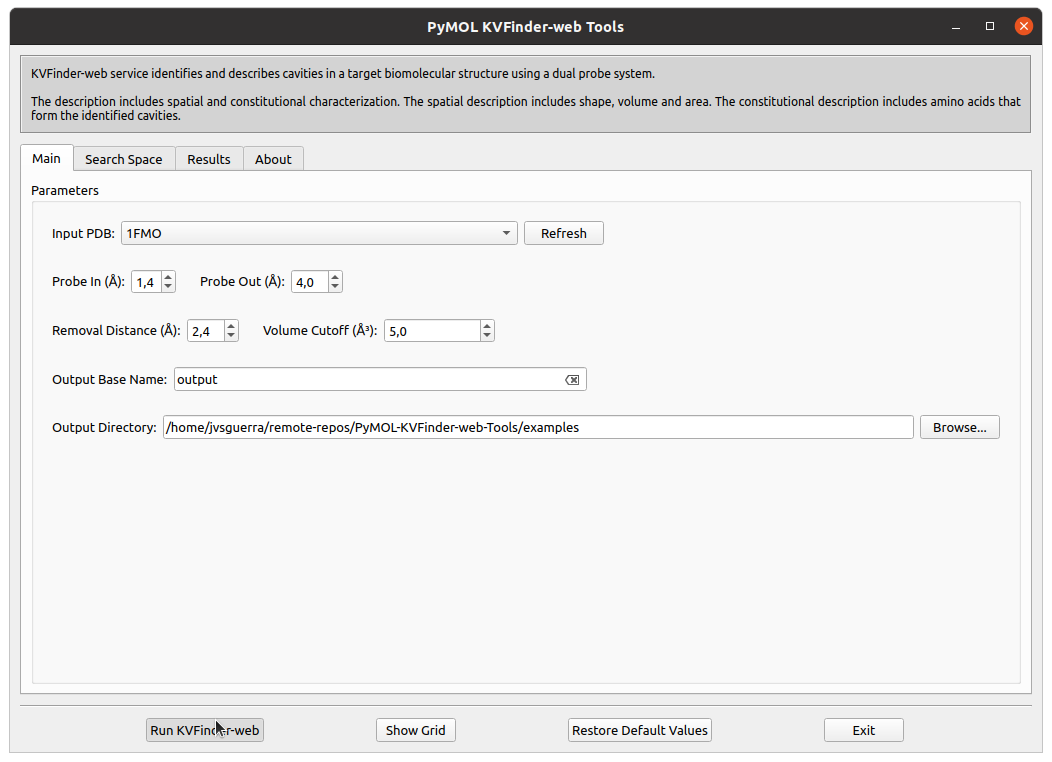 PyMOL KVFinder-web Tools
KVFinder-web service identifies and describes cavities in a target biomolecular structure using a dual probe system.
The description includes spatial and constitutional characterization. The spatial description includes shape, volume and area. The constitutional description includes amino acids that
form the identified cavities.
Main Search Space Results About
Parameters
Input PDB: 1FMO Refresh
Probe In (Å): 1,4 Probe Out (Å): 4,0
Removal Distance (Å): 2,4 Volume Cutoff (Å³): 5,0
Output Base Name: output
Output Directory: /home/jvsguerra/remote-repos/PyMOL-KVFinder-web-Tools/examples Browse...
Run KVFinder-web Show Grid Restore Default Values Exit